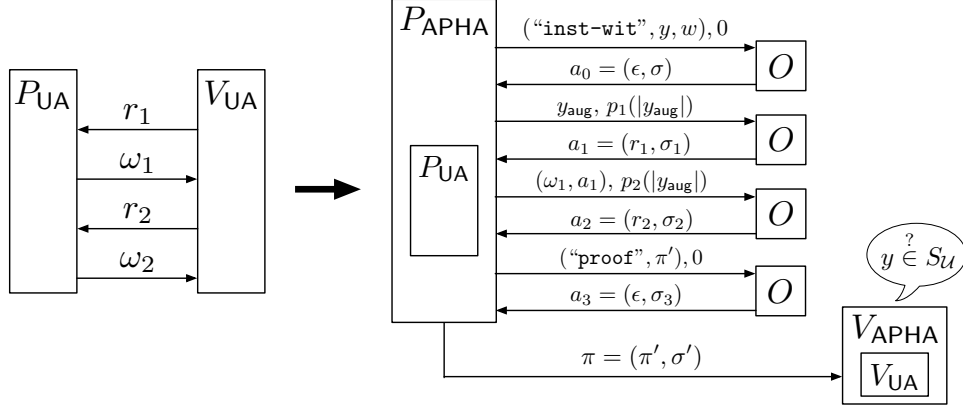 P_UA
V_UA
r_1
ω_1
r_2
ω_2
P_APHA
P_UA
("inst-wit", y, w), 0
a_0 = (ϵ, σ)
O
y_aug, p_1(|y_aug|)
a_1 = (r_1, σ_1)
O
(ω_1, a_1), p_2(|y_aug|)
a_2 = (r_2, σ_2)
O
("proof", π′), 0
a_3 = (ϵ, σ_3)
O
π = (π′, σ′)
?
y ∈ S_𝒰
V_APHA
V_UA